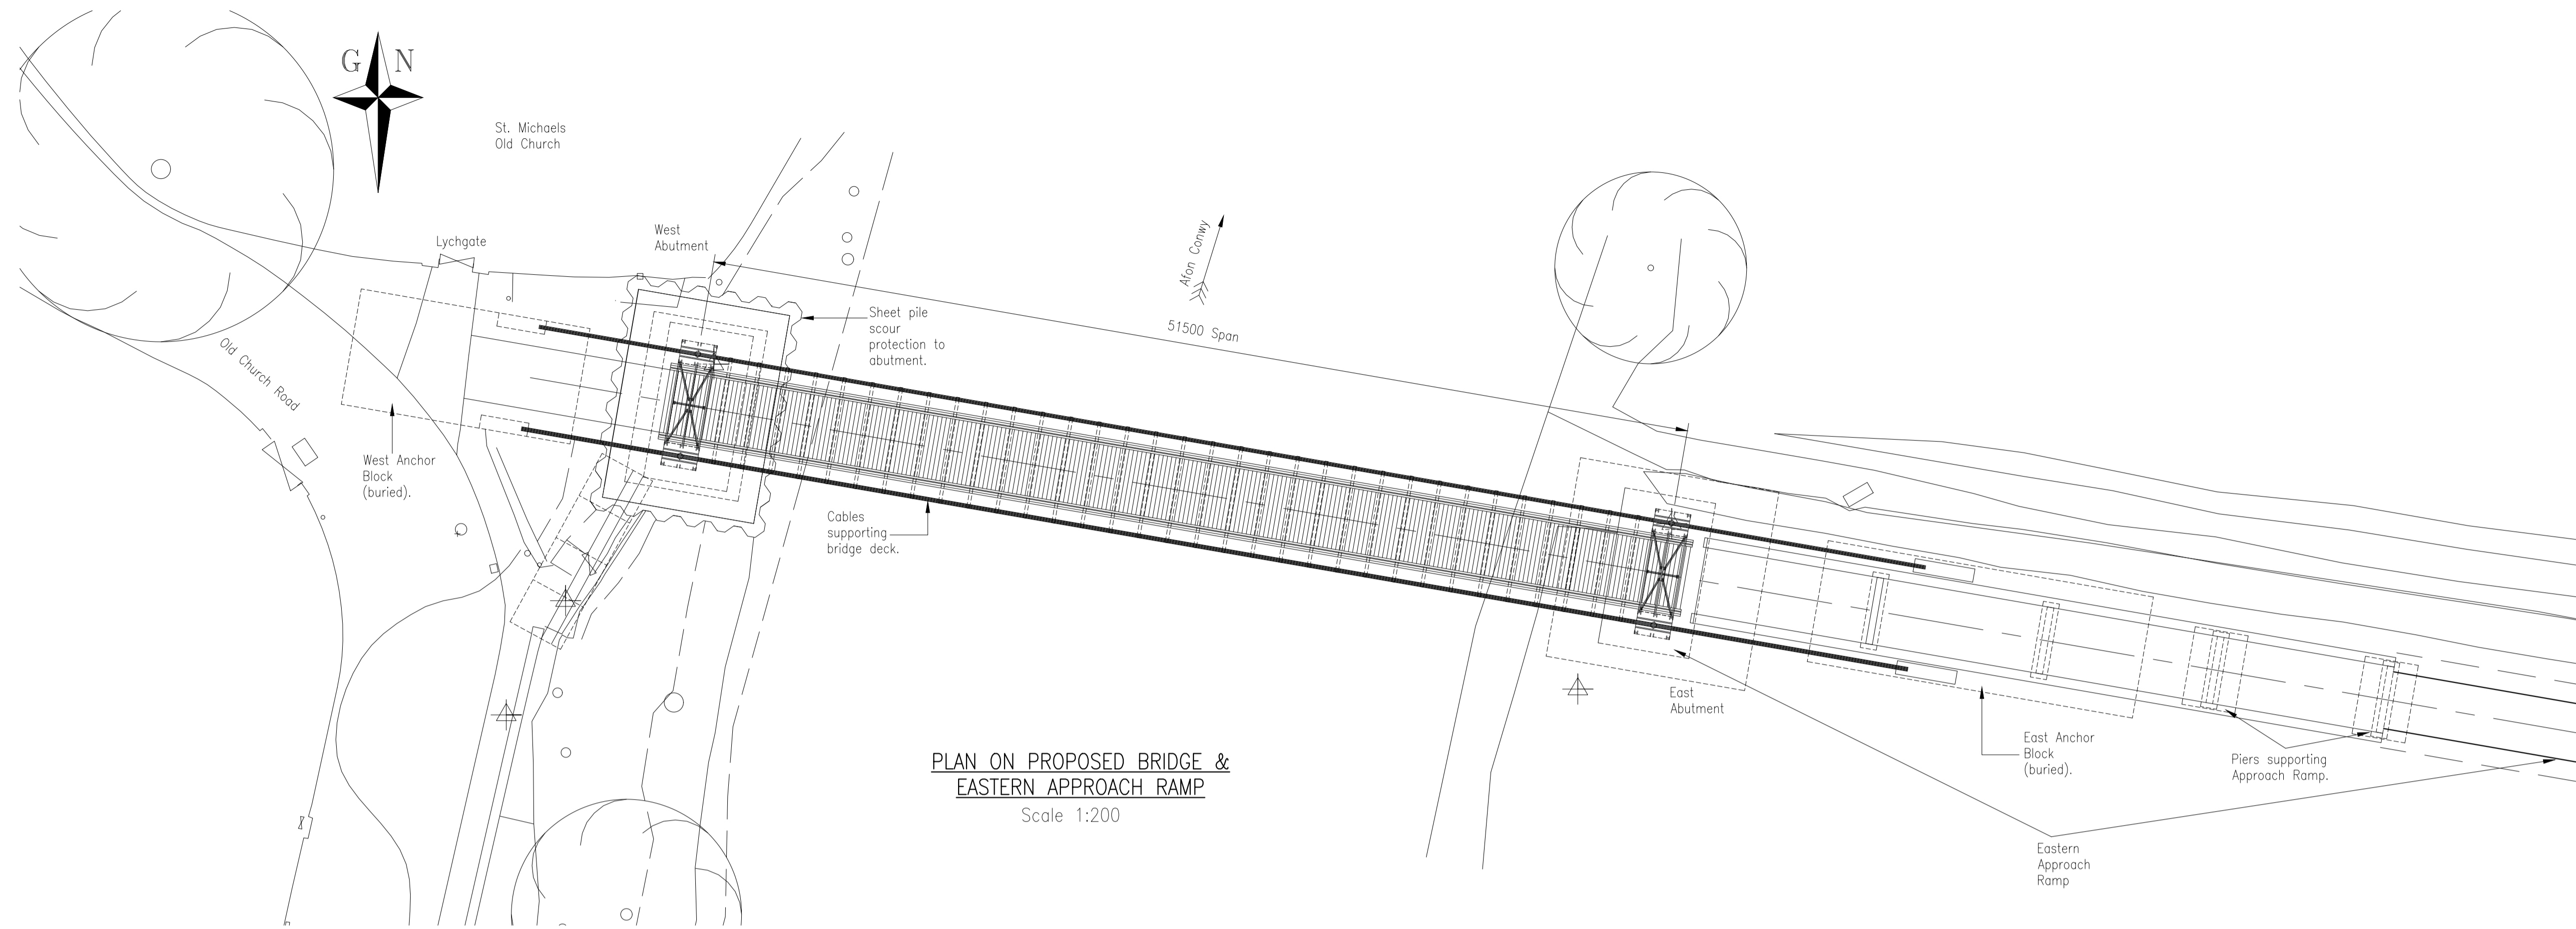 G N
St. Michaels
Old Church
Lychgate
West
Abutment
Afon Conwy
51500 Span
Sheet pile
scour
protection to
abutment.
Old Church Road
West Anchor
Block
(buried).
Cables
supporting
bridge deck.
East
Abutment
East Anchor
Block
(buried).
Piers supporting
Approach Ramp.
PLAN ON PROPOSED BRIDGE &
EASTERN APPROACH RAMP
Scale 1:200
Eastern
Approach
Ramp